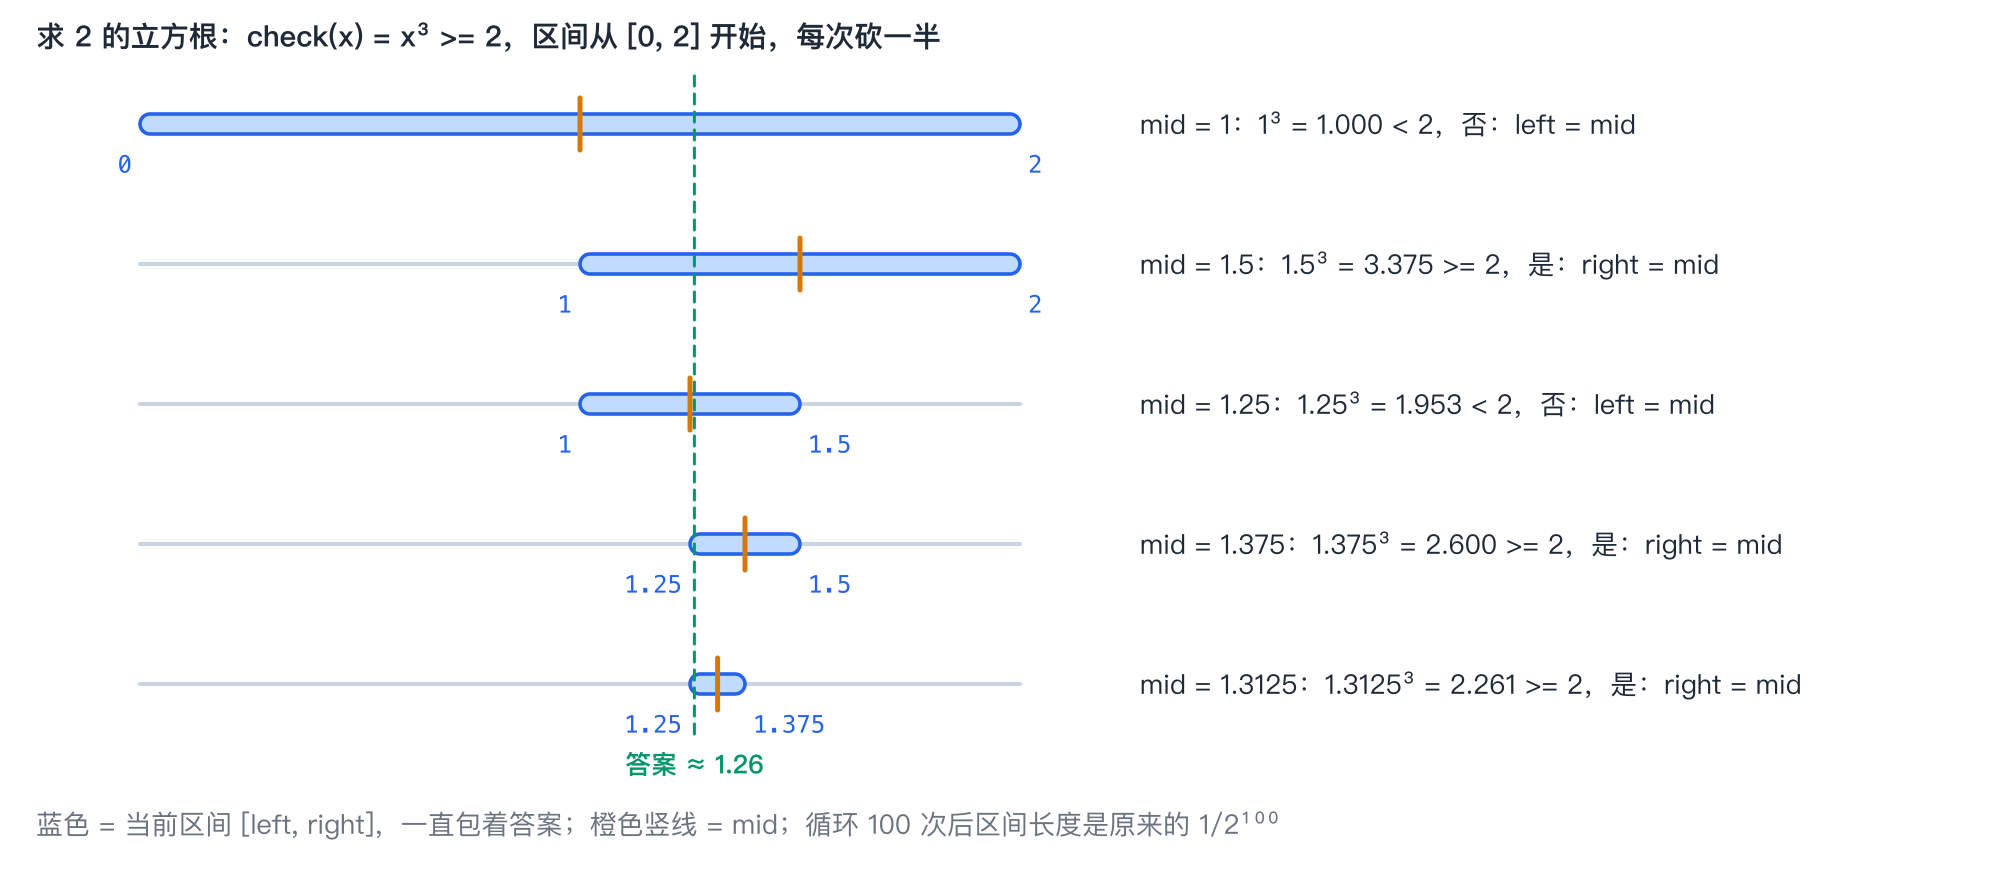 求 2 的立方根：check(x) = x³ >= 2，区间从 [0, 2] 开始，每次砍一半
mid = 1：1³ = 1.000 < 2，否：left = mid
0 2
mid = 1.5：1.5³ = 3.375 >= 2，是：right = mid
1 2
mid = 1.25：1.25³ = 1.953 < 2，否：left = mid
1 1.5
mid = 1.375：1.375³ = 2.600 >= 2，是：right = mid
1.25 1.5
mid = 1.3125：1.3125³ = 2.261 >= 2，是：right = mid
1.25 1.375
答案 ≈ 1.26
蓝色 = 当前区间 [left, right]，一直包着答案；橙色竖线 = mid；循环 100 次后区间长度是原来的 1/2¹⁰⁰